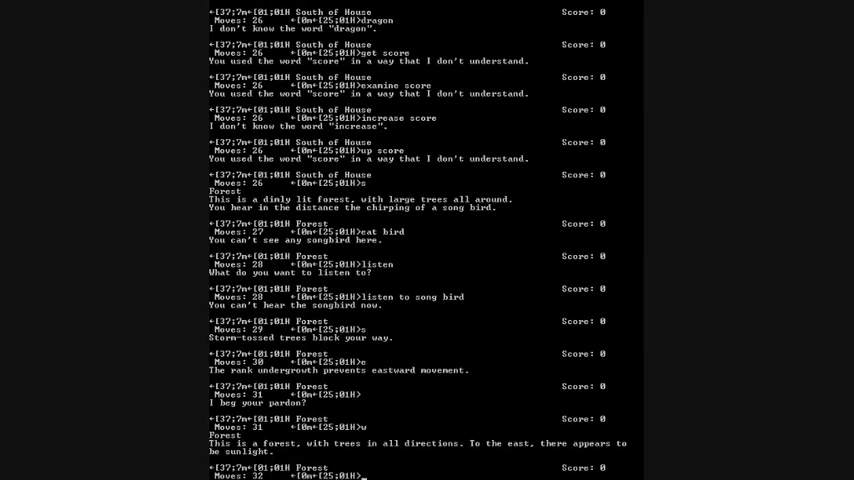 ←[37;7m←[01;01H South of House Score: 0
Moves: 26 ←[0m←[25;01H>dragon
I don't know the word "dragon".
←[37;7m←[01;01H South of House Score: 0
Moves: 26 ←[0m←[25;01H>get score
You used the word "score" in a way that I don't understand.
←[37;7m←[01;01H South of House Score: 0
Moves: 26 ←[0m←[25;01H>examine score
You used the word "score" in a way that I don't understand.
←[37;7m←[01;01H South of House Score: 0
Moves: 26 ←[0m←[25;01H>increase score
I don't know the word "increase".
←[37;7m←[01;01H South of House Score: 0
Moves: 26 ←[0m←[25;01H>up score
You used the word "score" in a way that I don't understand.
←[37;7m←[01;01H South of House Score: 0
Moves: 26 ←[0m←[25;01H>s
Forest
This is a dimly lit forest, with large trees all around.
You hear in the distance the chirping of a song bird.
←[37;7m←[01;01H Forest Score: 0
Moves: 27 ←[0m←[25;01H>eat bird
You can't see any songbird here.
←[37;7m←[01;01H Forest Score: 0
Moves: 28 ←[0m←[25;01H>listen
What do you want to listen to?
←[37;7m←[01;01H Forest Score: 0
Moves: 28 ←[0m←[25;01H>listen to song bird
You can't hear the songbird now.
←[37;7m←[01;01H Forest Score: 0
Moves: 29 ←[0m←[25;01H>s
Storm-tossed trees block your way.
←[37;7m←[01;01H Forest Score: 0
Moves: 30 ←[0m←[25;01H>e
The rank undergrowth prevents eastward movement.
←[37;7m←[01;01H Forest Score: 0
Moves: 31 ←[0m←[25;01H>
I beg your pardon?
←[37;7m←[01;01H Forest Score: 0
Moves: 31 ←[0m←[25;01H>w
Forest
This is a forest, with trees in all directions. To the east, there appears to
be sunlight.
←[37;7m←[01;01H Forest Score: 0
Moves: 32 ←[0m←[25;01H>_